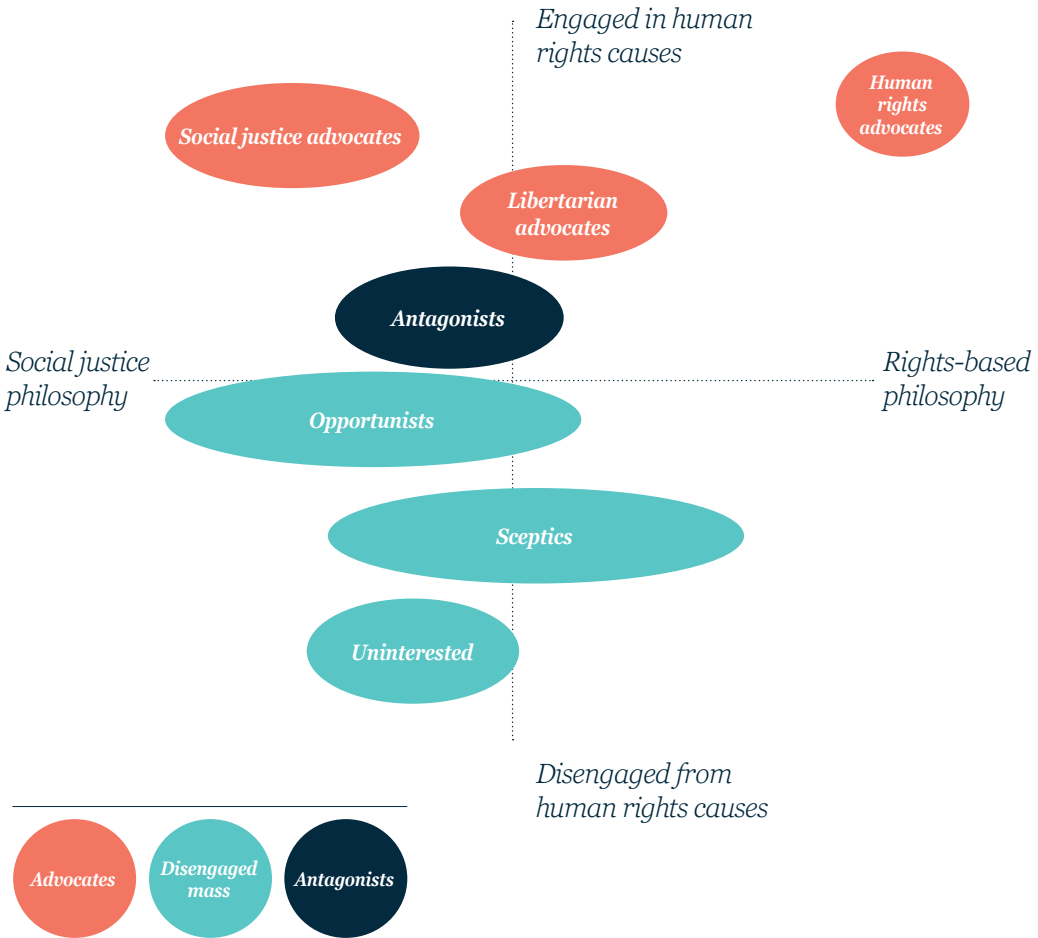 Engaged in human
rights causes
Human
rights
advocates
Social justice advocates
Libertarian
advocates
Antagonists
Social justice
philosophy
Rights-based
philosophy
Opportunists
Sceptics
Uninterested
Disengaged from
human rights causes
Advocates
Disengaged
mass
Antagonists